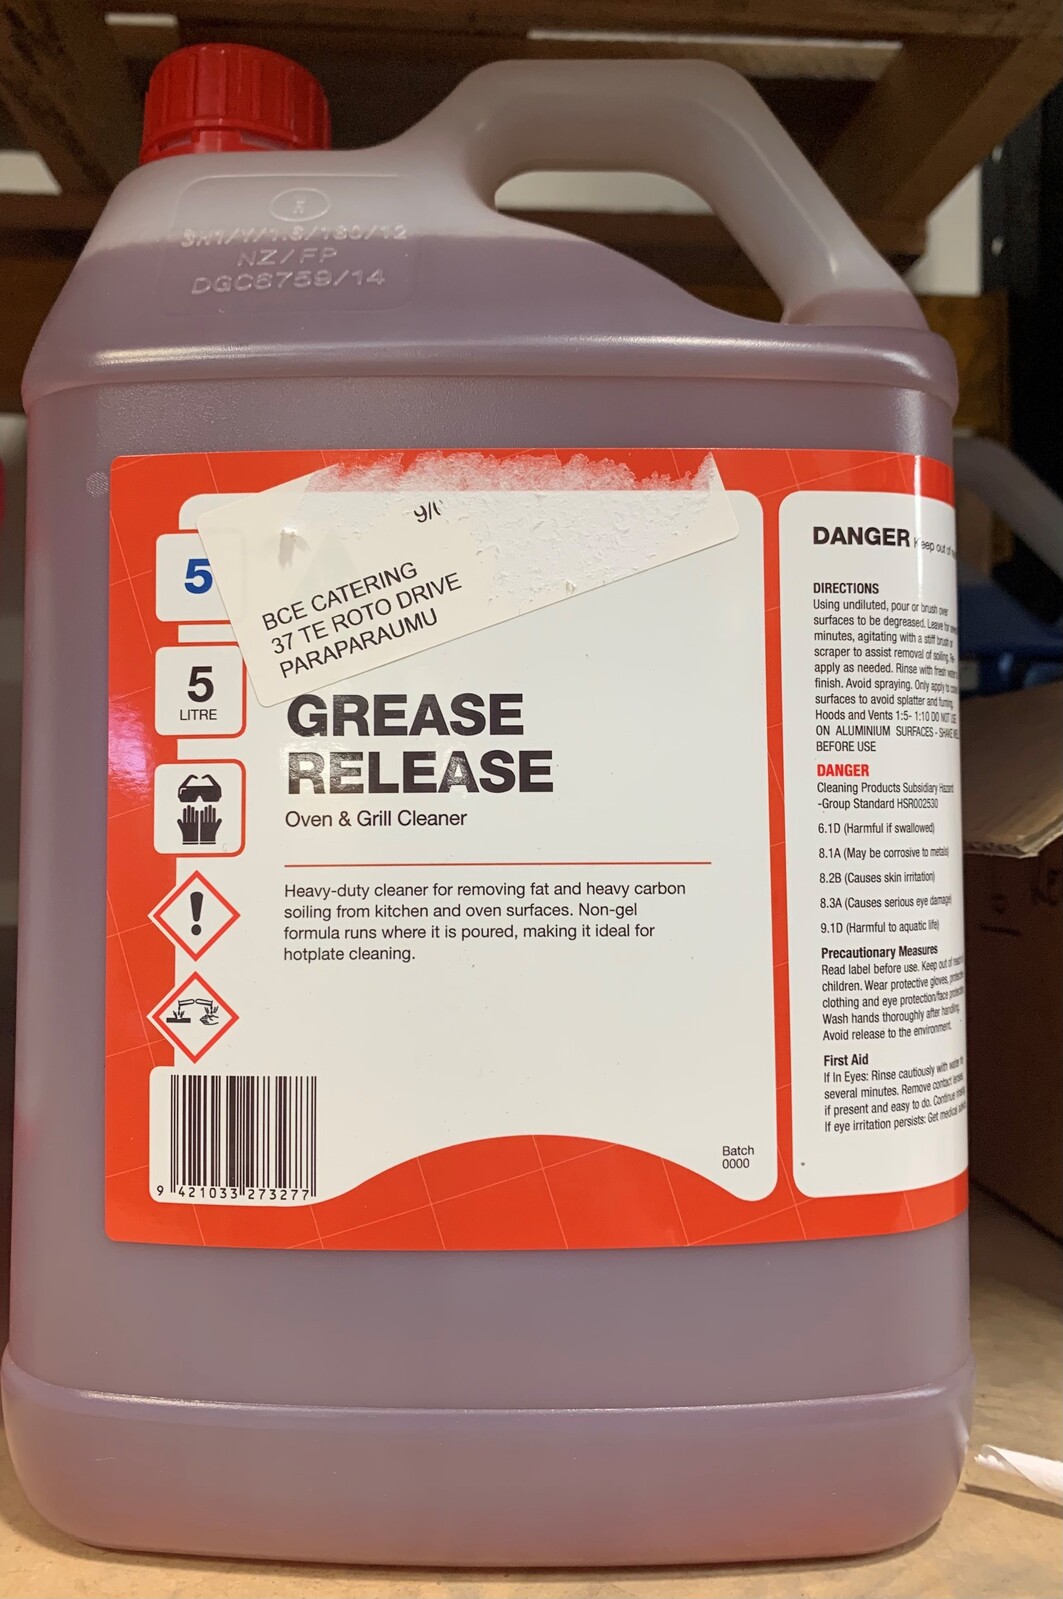 NZ/FP
DGC6759/14
BCE CATERING
37 TE ROTO DRIVE
PARAPARAUMU
5
5
LITRE
GREASE
RELEASE
Oven & Grill Cleaner
Heavy-duty cleaner for removing fat and heavy carbon
soiling from kitchen and oven surfaces. Non-gel
formula runs where it is poured, making it ideal for
hotplate cleaning.
9 421033 273277
Batch
0000
DANGER Keep out of
DIRECTIONS
Using undiluted, pour or brush over
surfaces to be degreased. Leave for
minutes, agitating with a stiff brush or
scraper to assist removal of soiling. Re-
apply as needed. Rinse with fresh water
finish. Avoid spraying. Only apply to
surfaces to avoid splatter and fuming.
Hoods and Vents 1:5- 1:10 DO NOT USE
ON ALUMINIUM SURFACES - SHAKE
BEFORE USE
DANGER
Cleaning Products Subsidiary Hazard
-Group Standard HSR002530
6.1D (Harmful if swallowed)
8.1A (May be corrosive to metals)
8.2B (Causes skin irritation)
8.3A (Causes serious eye damage)
9.1D (Harmful to aquatic life)
Precautionary Measures
Read label before use. Keep out of reach
children. Wear protective gloves,
clothing and eye protection/face
Wash hands thoroughly after handling.
Avoid release to the environment.
First Aid
If In Eyes: Rinse cautiously with water
several minutes. Remove contact lenses,
if present and easy to do. Continue
If eye irritation persists: Get medical